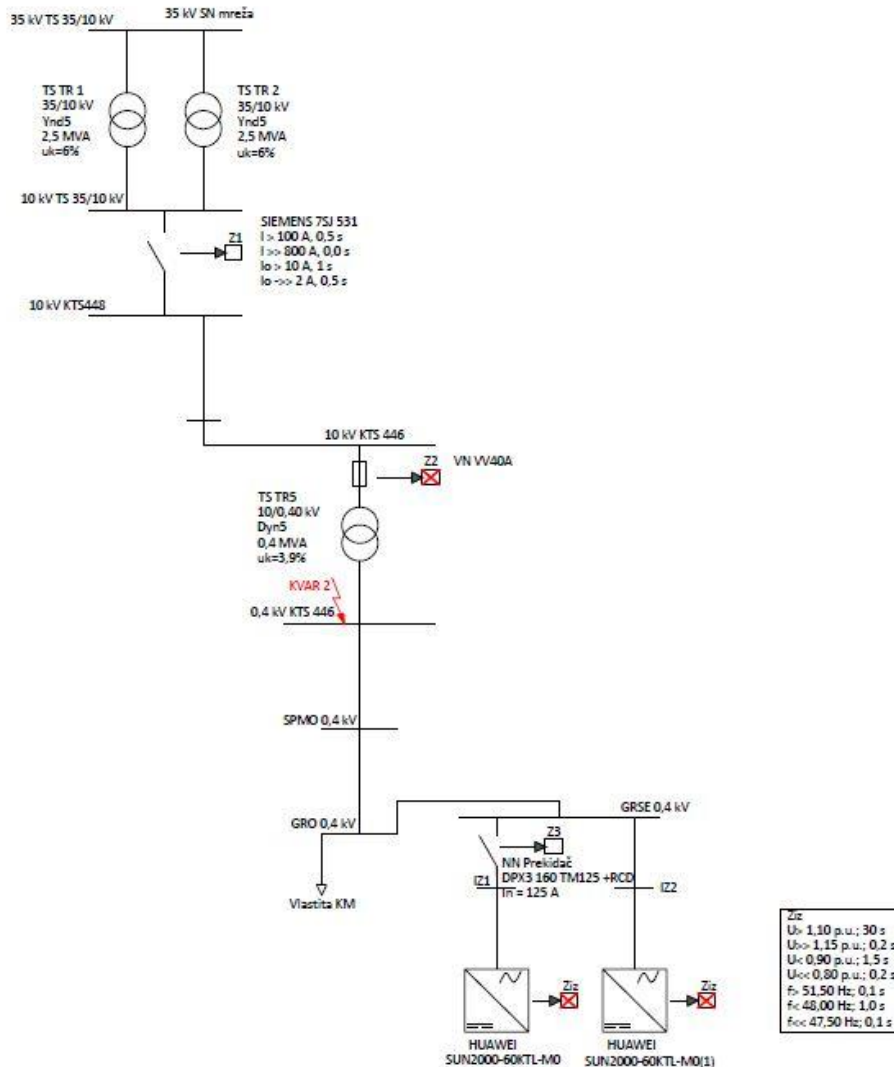 35 kV TS 35/10 kV
35 kV SN mreža
TS TR 1
35/10 kV
Ynd5
2,5 MVA
uk=6%
TS TR 2
35/10 kV
Ynd5
2,5 MVA
uk=6%
10 kV TS 35/10 kV
Z1
SIEMENS 7SJ 531
I > 100 A, 0,5 s
I >> 800 A, 0,0 s
Io > 10 A, 1 s
Io ->> 2 A, 0,5 s
10 kV KTS448
10 kV KTS 446
Z2
VN VV40A
TS TR5
10/0,40 kV
Dyn5
0,4 MVA
uk=3,9%
KVAR 2
0,4 kV KTS 446
SPMO 0,4 kV
GRO 0,4 kV
GRSE 0,4 kV
Z3
NN Prekidač
DPX3 160 TM125 +RCD
In = 125 A
IZ1
IZ2
Vlastita KM
Ziz
U> 1,10 p.u.; 30 s
U>> 1,15 p.u.; 0,2 s
U< 0,90 p.u.; 1,5 s
U<< 0,80 p.u.; 0,2 s
f> 51,50 Hz; 0,1 s
f< 48,00 Hz; 1,0 s
f<< 47,50 Hz; 0,1 s
Ziz
Ziz
HUAWEI
SUN2000-60KTL-M0
HUAWEI
SUN2000-60KTL-M0(1)